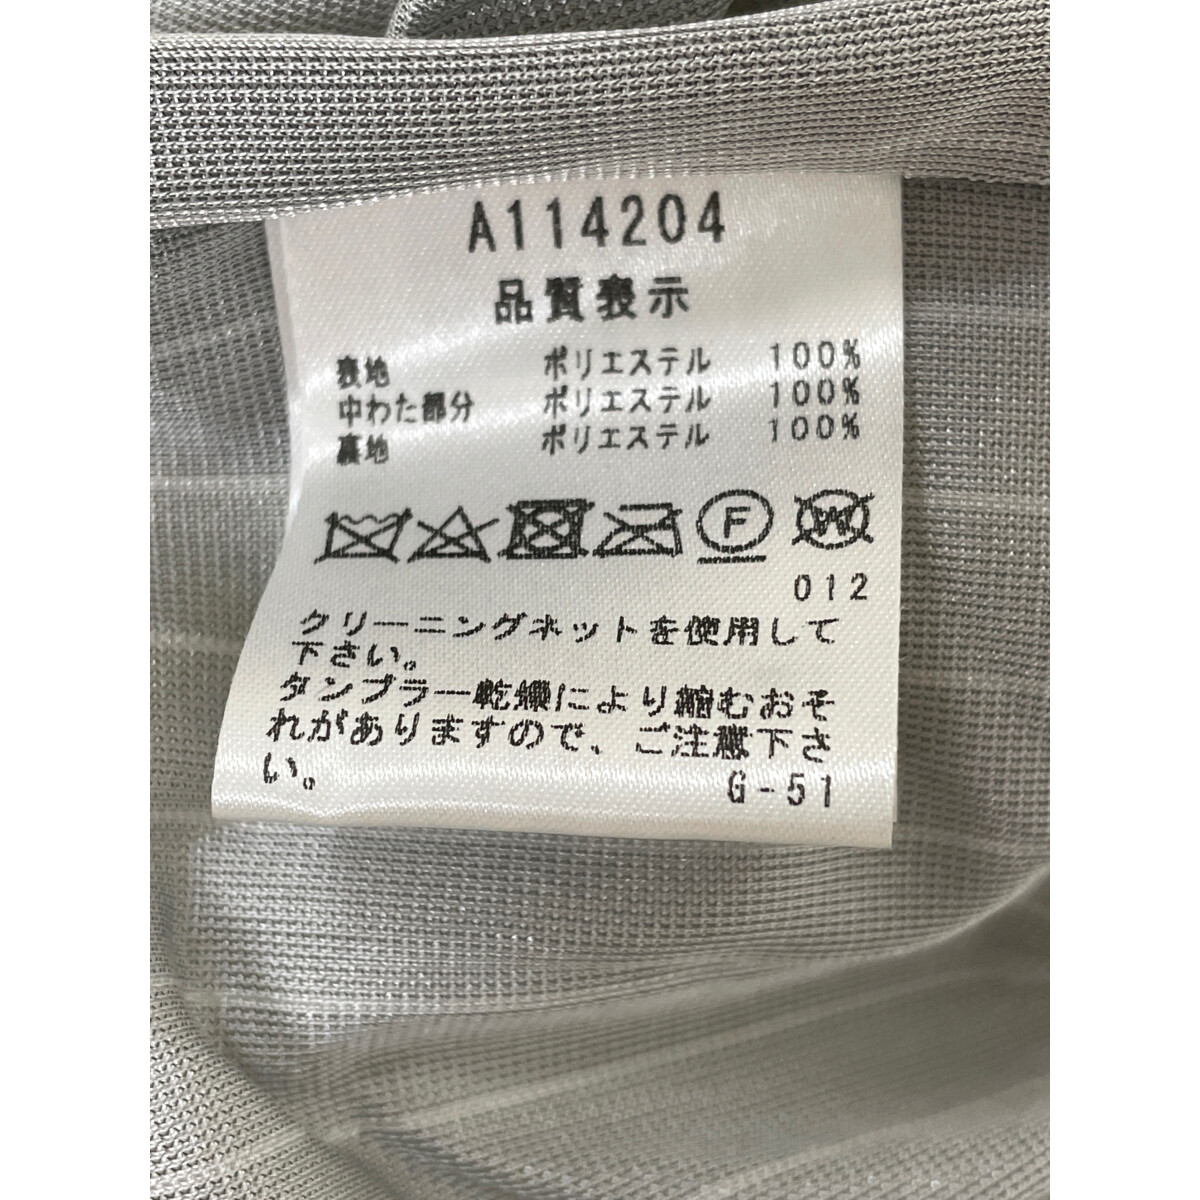 A114204
品質表示
表地 ポリエステル 100%
中わた部分 ポリエステル 100%
裏地 ポリエステル 100%
F W
012
クリーニングネットを使用して
下さい。
タンブラー乾燥により縮むおそ
れがありますので、ご注意下さ
い。
G-51